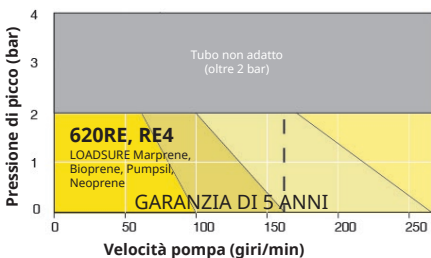 Pressione di picco (bar)
4
3
2
1
0
Tubo non adatto
(oltre 2 bar)
620RE, RE4
LOADSURE Marprene,
Bioprene, Pumpsil,
Neoprene
GARANZIA DI 5 ANNI
0 50 100 150 200 250
Velocità pompa (giri/min)